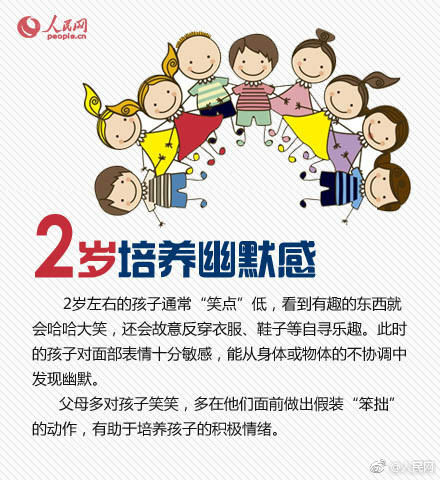 人民网
people.cn
2岁培养幽默感
2岁左右的孩子通常“笑点”低，看到有趣的东西就
会哈哈大笑，还会故意反穿衣服、鞋子等自寻乐趣。此时
的孩子对面部表情十分敏感，能从身体或物体的不协调中
发现幽默。
父母多对孩子笑笑，多在他们面前做出假装“笨拙”
的动作，有助于培养孩子的积极情绪。
@人民网